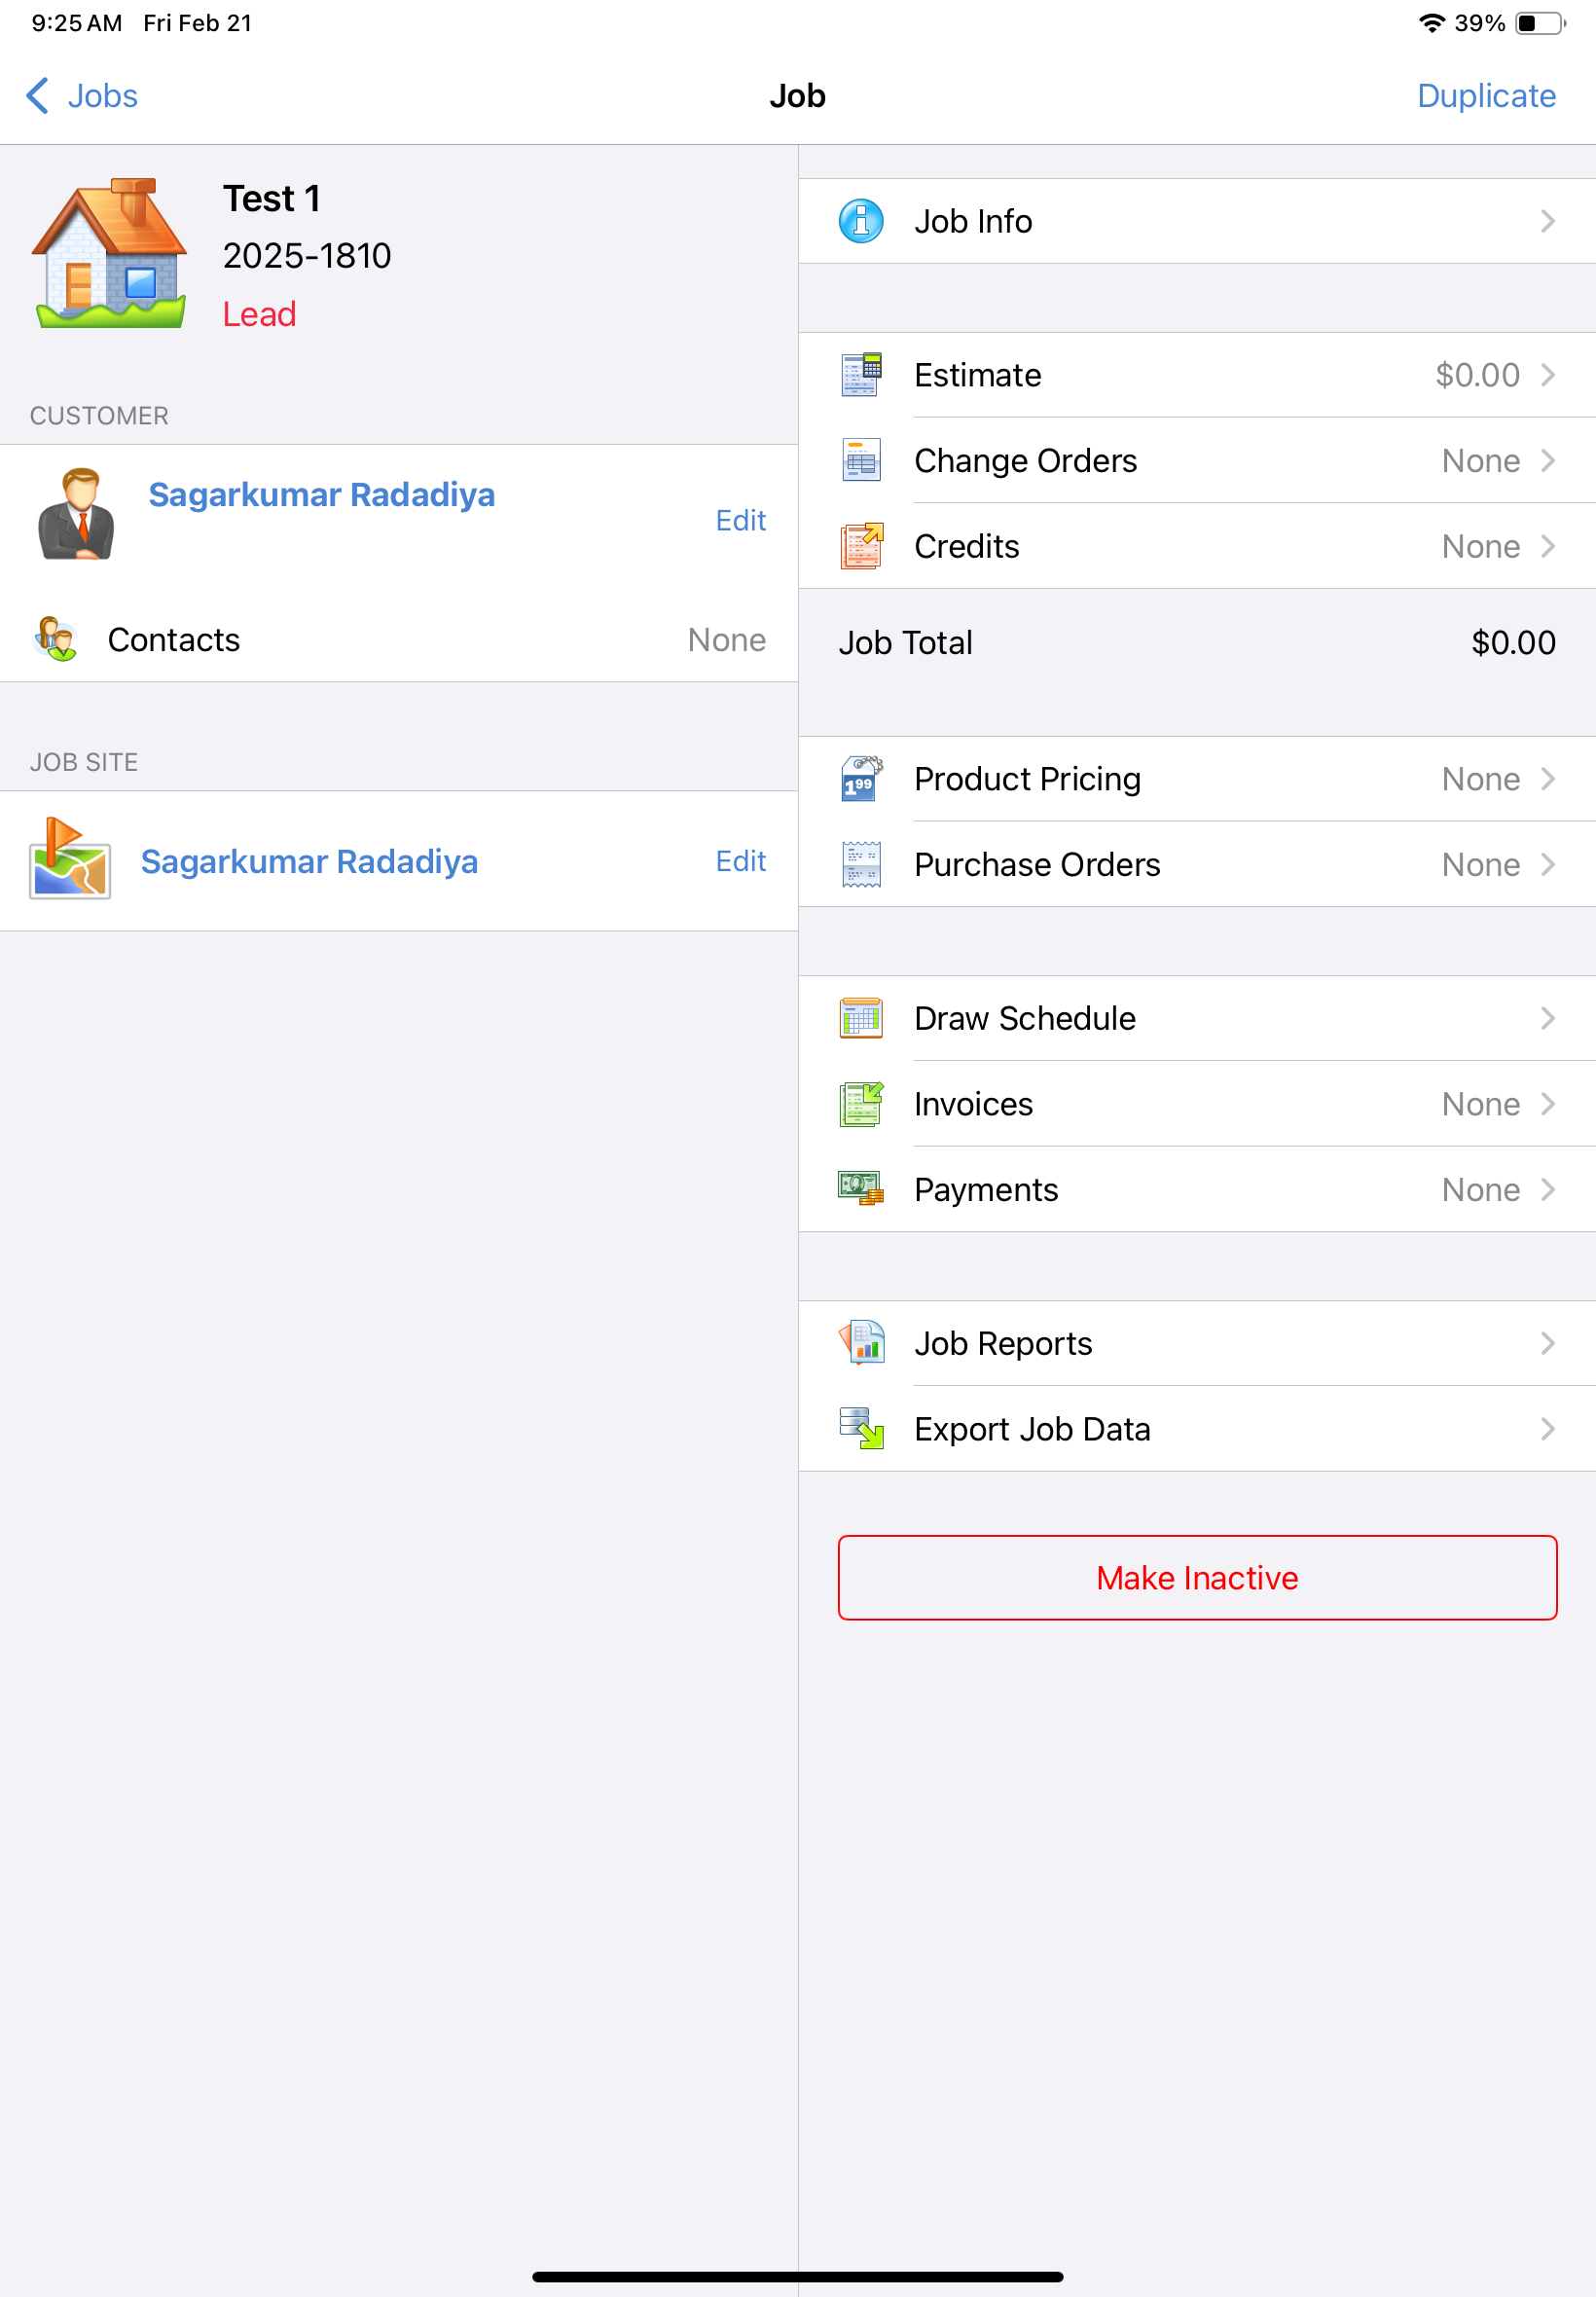 9:25 AM Fri Feb 21
39%
Jobs
Job
Duplicate
Test 1
2025-1810
Lead
CUSTOMER
Sagarkumar Radadiya
Edit
Contacts
None
JOB SITE
Sagarkumar Radadiya
Edit
Job Info
Estimate
$0.00
Change Orders
None
Credits
None
Job Total
$0.00
199
Product Pricing
None
Purchase Orders
None
Draw Schedule
Invoices
None
Payments
None
Job Reports
Export Job Data
Make Inactive